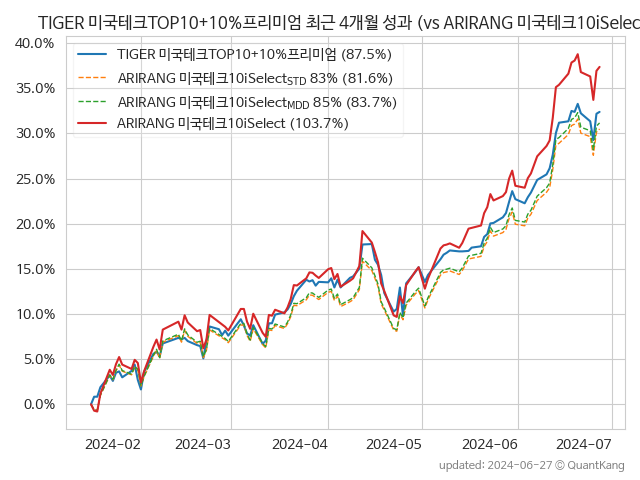 TIGER 미국테크TOP10+10%프리미엄 최근 4개월 성과 (vs ARIRANG 미국테크10iSelec
40.0%
35.0%
30.0%
25.0%
20.0%
15.0%
10.0%
5.0%
0.0%
TIGER 미국테크TOP10+10%프리미엄 (87.5%)
ARIRANG 미국테크10iSelectSTD 83% (81.6%)
ARIRANG 미국테크10iSelectMDD 85% (83.7%)
ARIRANG 미국테크10iSelect (103.7%)
2024-02 2024-03 2024-04 2024-05 2024-06 2024-07
updated: 2024-06-27 © QuantKang